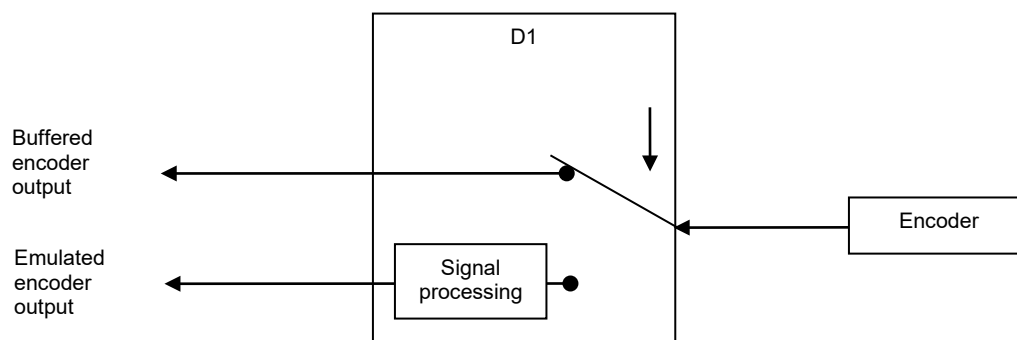 D1
Buffered
encoder
output
Encoder
Emulated
encoder
output
Signal
processing